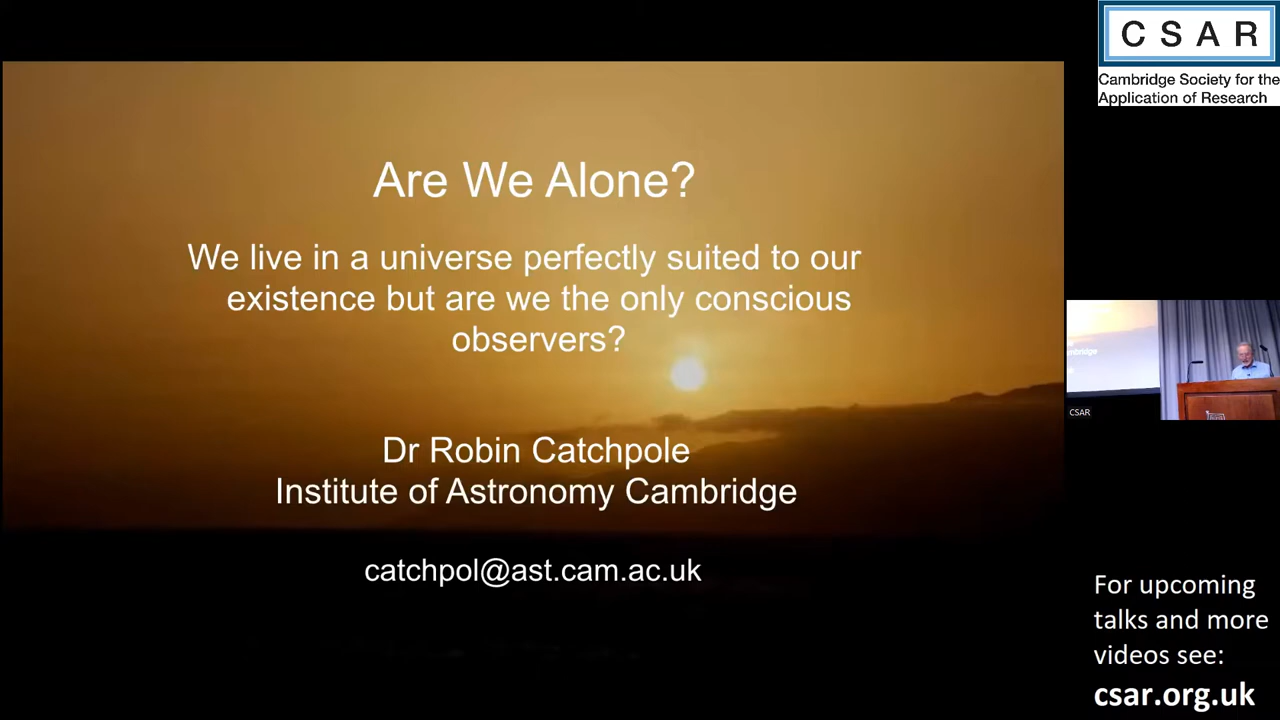 Are We Alone?
We live in a universe perfectly suited to our
existence but are we the only conscious
observers?
Dr Robin Catchpole
Institute of Astronomy Cambridge
catchpol@ast.cam.ac.uk
CSAR
Cambridge Society for the
Application of Research
CSAR
For upcoming
talks and more
videos see:
csar.org.uk